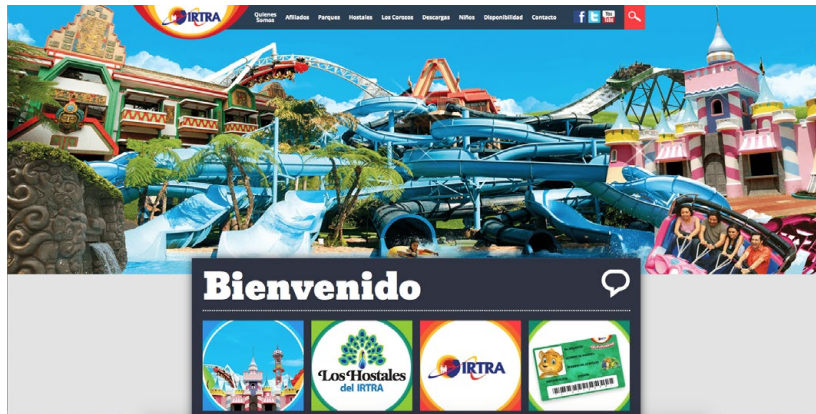 IRTRA
Quienes Somos
Afiliados
Parques
Hostales
Los Corozos
Descargas
Niños
Disponibilidad
Contacto
f
t
You Tube
Bienvenido
Los Hostales
del IRTRA
IRTRA